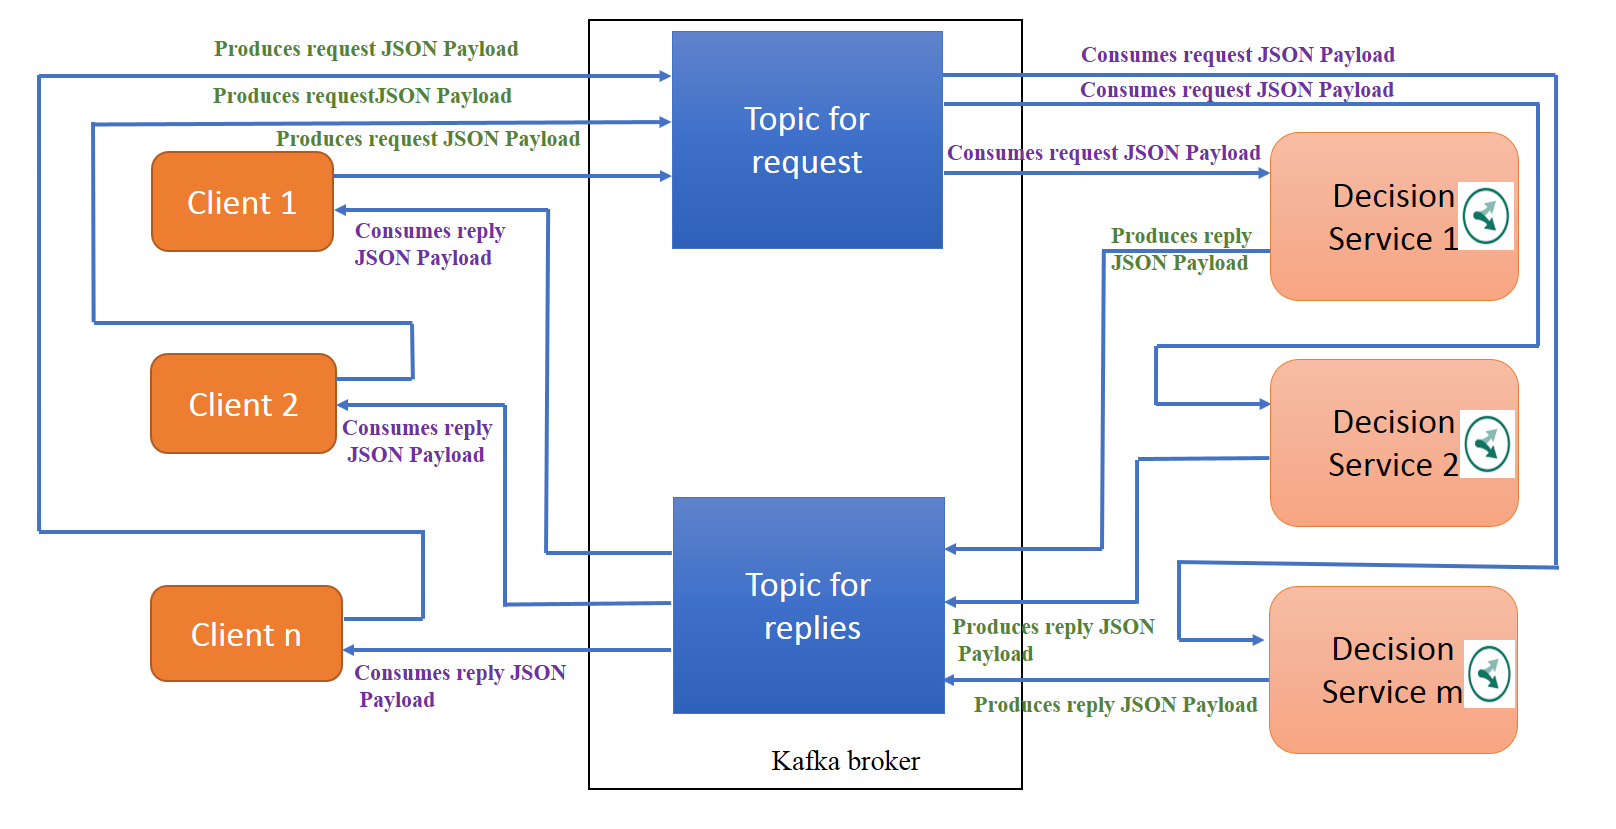 Produces request JSON Payload
Produces requestJSON Payload
Produces request JSON Payload
Client 1
Consumes reply
JSON Payload
Client 2
Consumes reply
JSON Payload
Client n
Consumes reply JSON
Payload
Topic for
request
Topic for
replies
Kafka broker
Consumes request JSON Payload
Consumes request JSON Payload
Consumes request JSON Payload
Decision
Service 1
Produces reply
JSON Payload
Decision
Service 2
Produces reply JSON
Payload
Decision
Service m
Produces reply JSON Payload